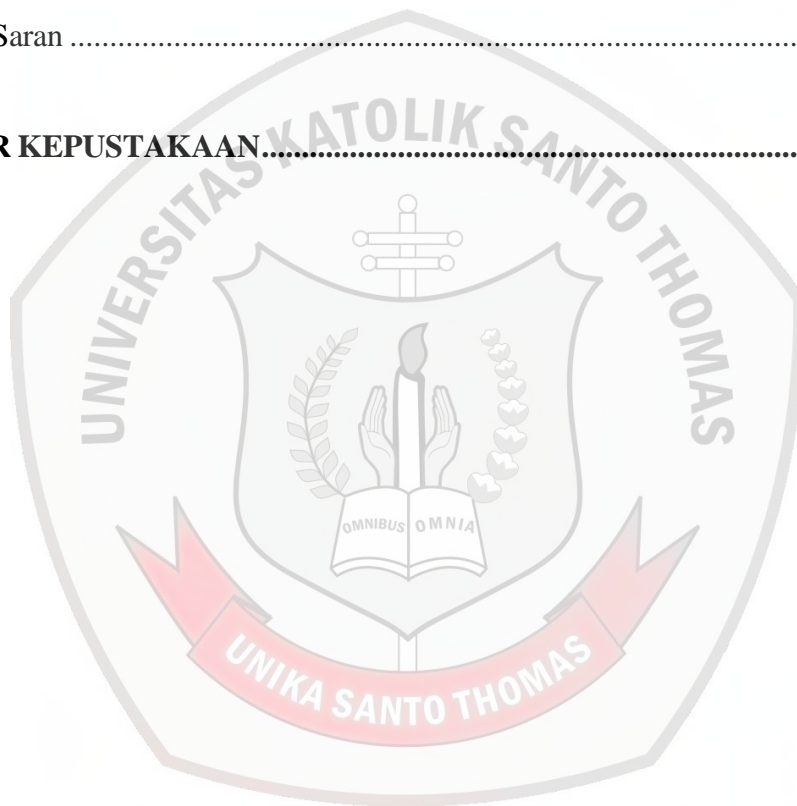 Saran ........................................................................................
R KEPUSTAKAAN................................................................
UNIVERSITAS KATOLIK SANTO THOMAS
OMNIBUS OMNIA
UNIKA SANTO THOMAS